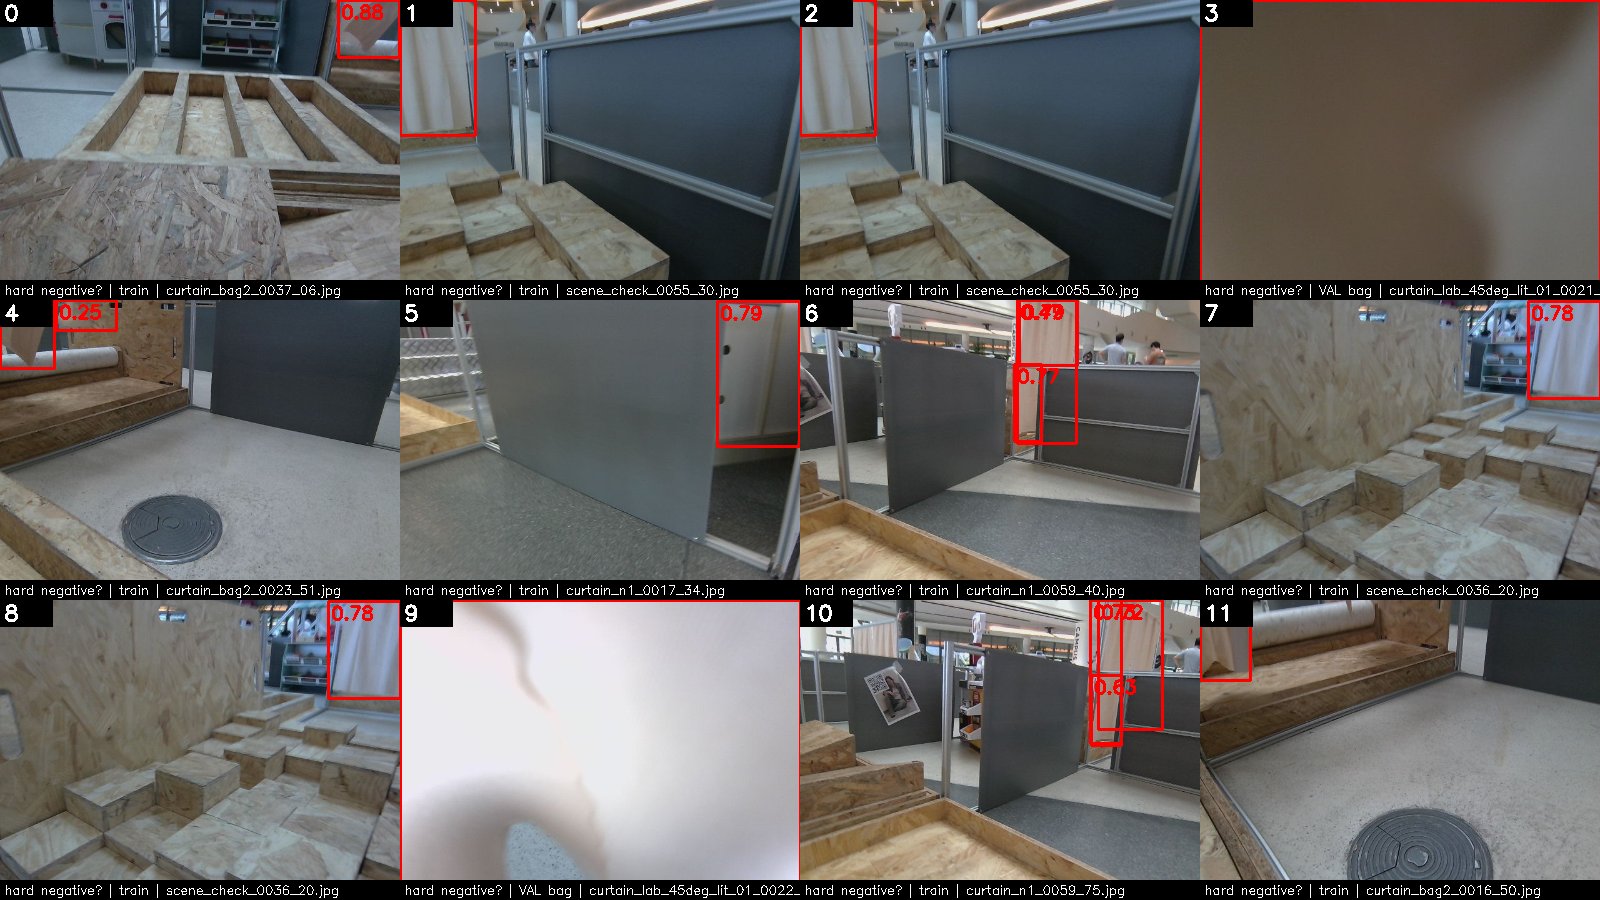 0
0.88
1
2
3
hard negative? | train | curtain_bag2_0037_06.jpg
hard negative? | train | scene_check_0055_30.jpg
hard negative? | train | scene_check_0055_30.jpg
hard negative? | VAL bag | curtain_lab_45deg_lit_01_0021_
4
0.25
5
0.79
6
0.49
7
0.78
hard negative? | train | curtain_bag2_0023_51.jpg
hard negative? | train | curtain_n1_0017_34.jpg
hard negative? | train | curtain_n1_0059_40.jpg
hard negative? | train | scene_check_0036_20.jpg
8
0.78
9
10
0.63
11
hard negative? | train | scene_check_0036_20.jpg
hard negative? | VAL bag | curtain_lab_45deg_lit_01_0022_
hard negative? | train | curtain_n1_0059_75.jpg
hard negative? | train | curtain_bag2_0016_50.jpg